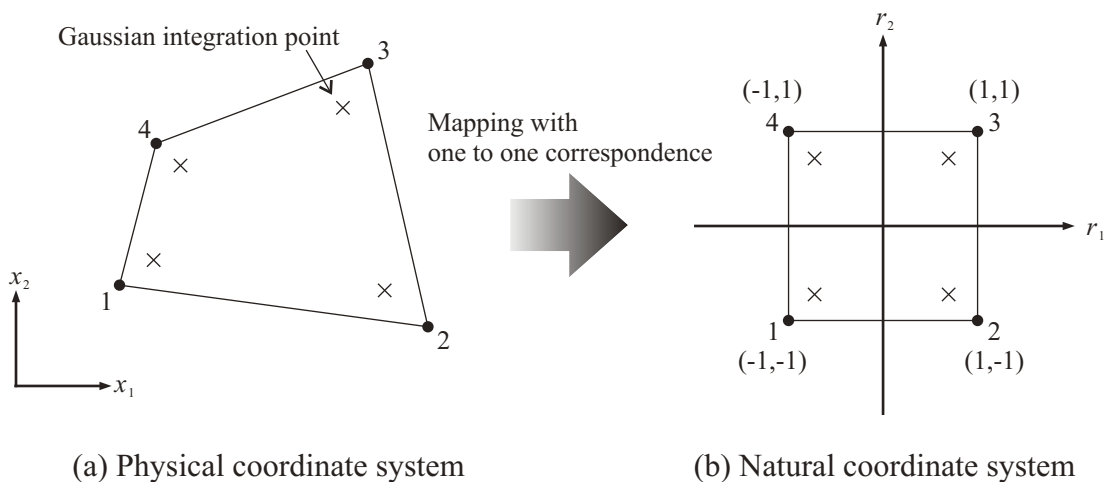 Gaussian integration point
3
4
1
2
x2
x1
Mapping with
one to one correspondence
r2
r1
(-1,1)
(1,1)
4
3
1
2
(-1,-1)
(1,-1)
(a) Physical coordinate system
(b) Natural coordinate system